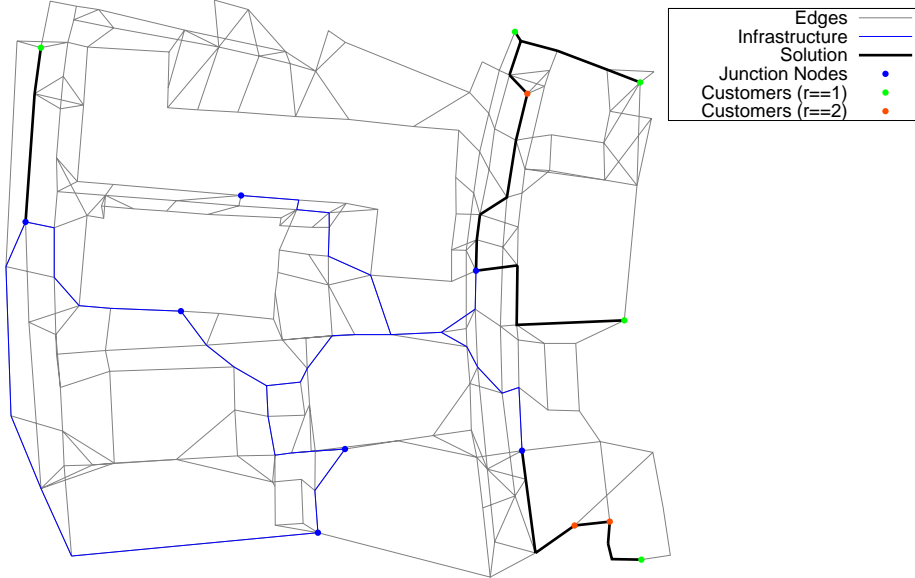 Edges
Infrastructure
Solution
Junction Nodes
Customers (r==1)
Customers (r==2)